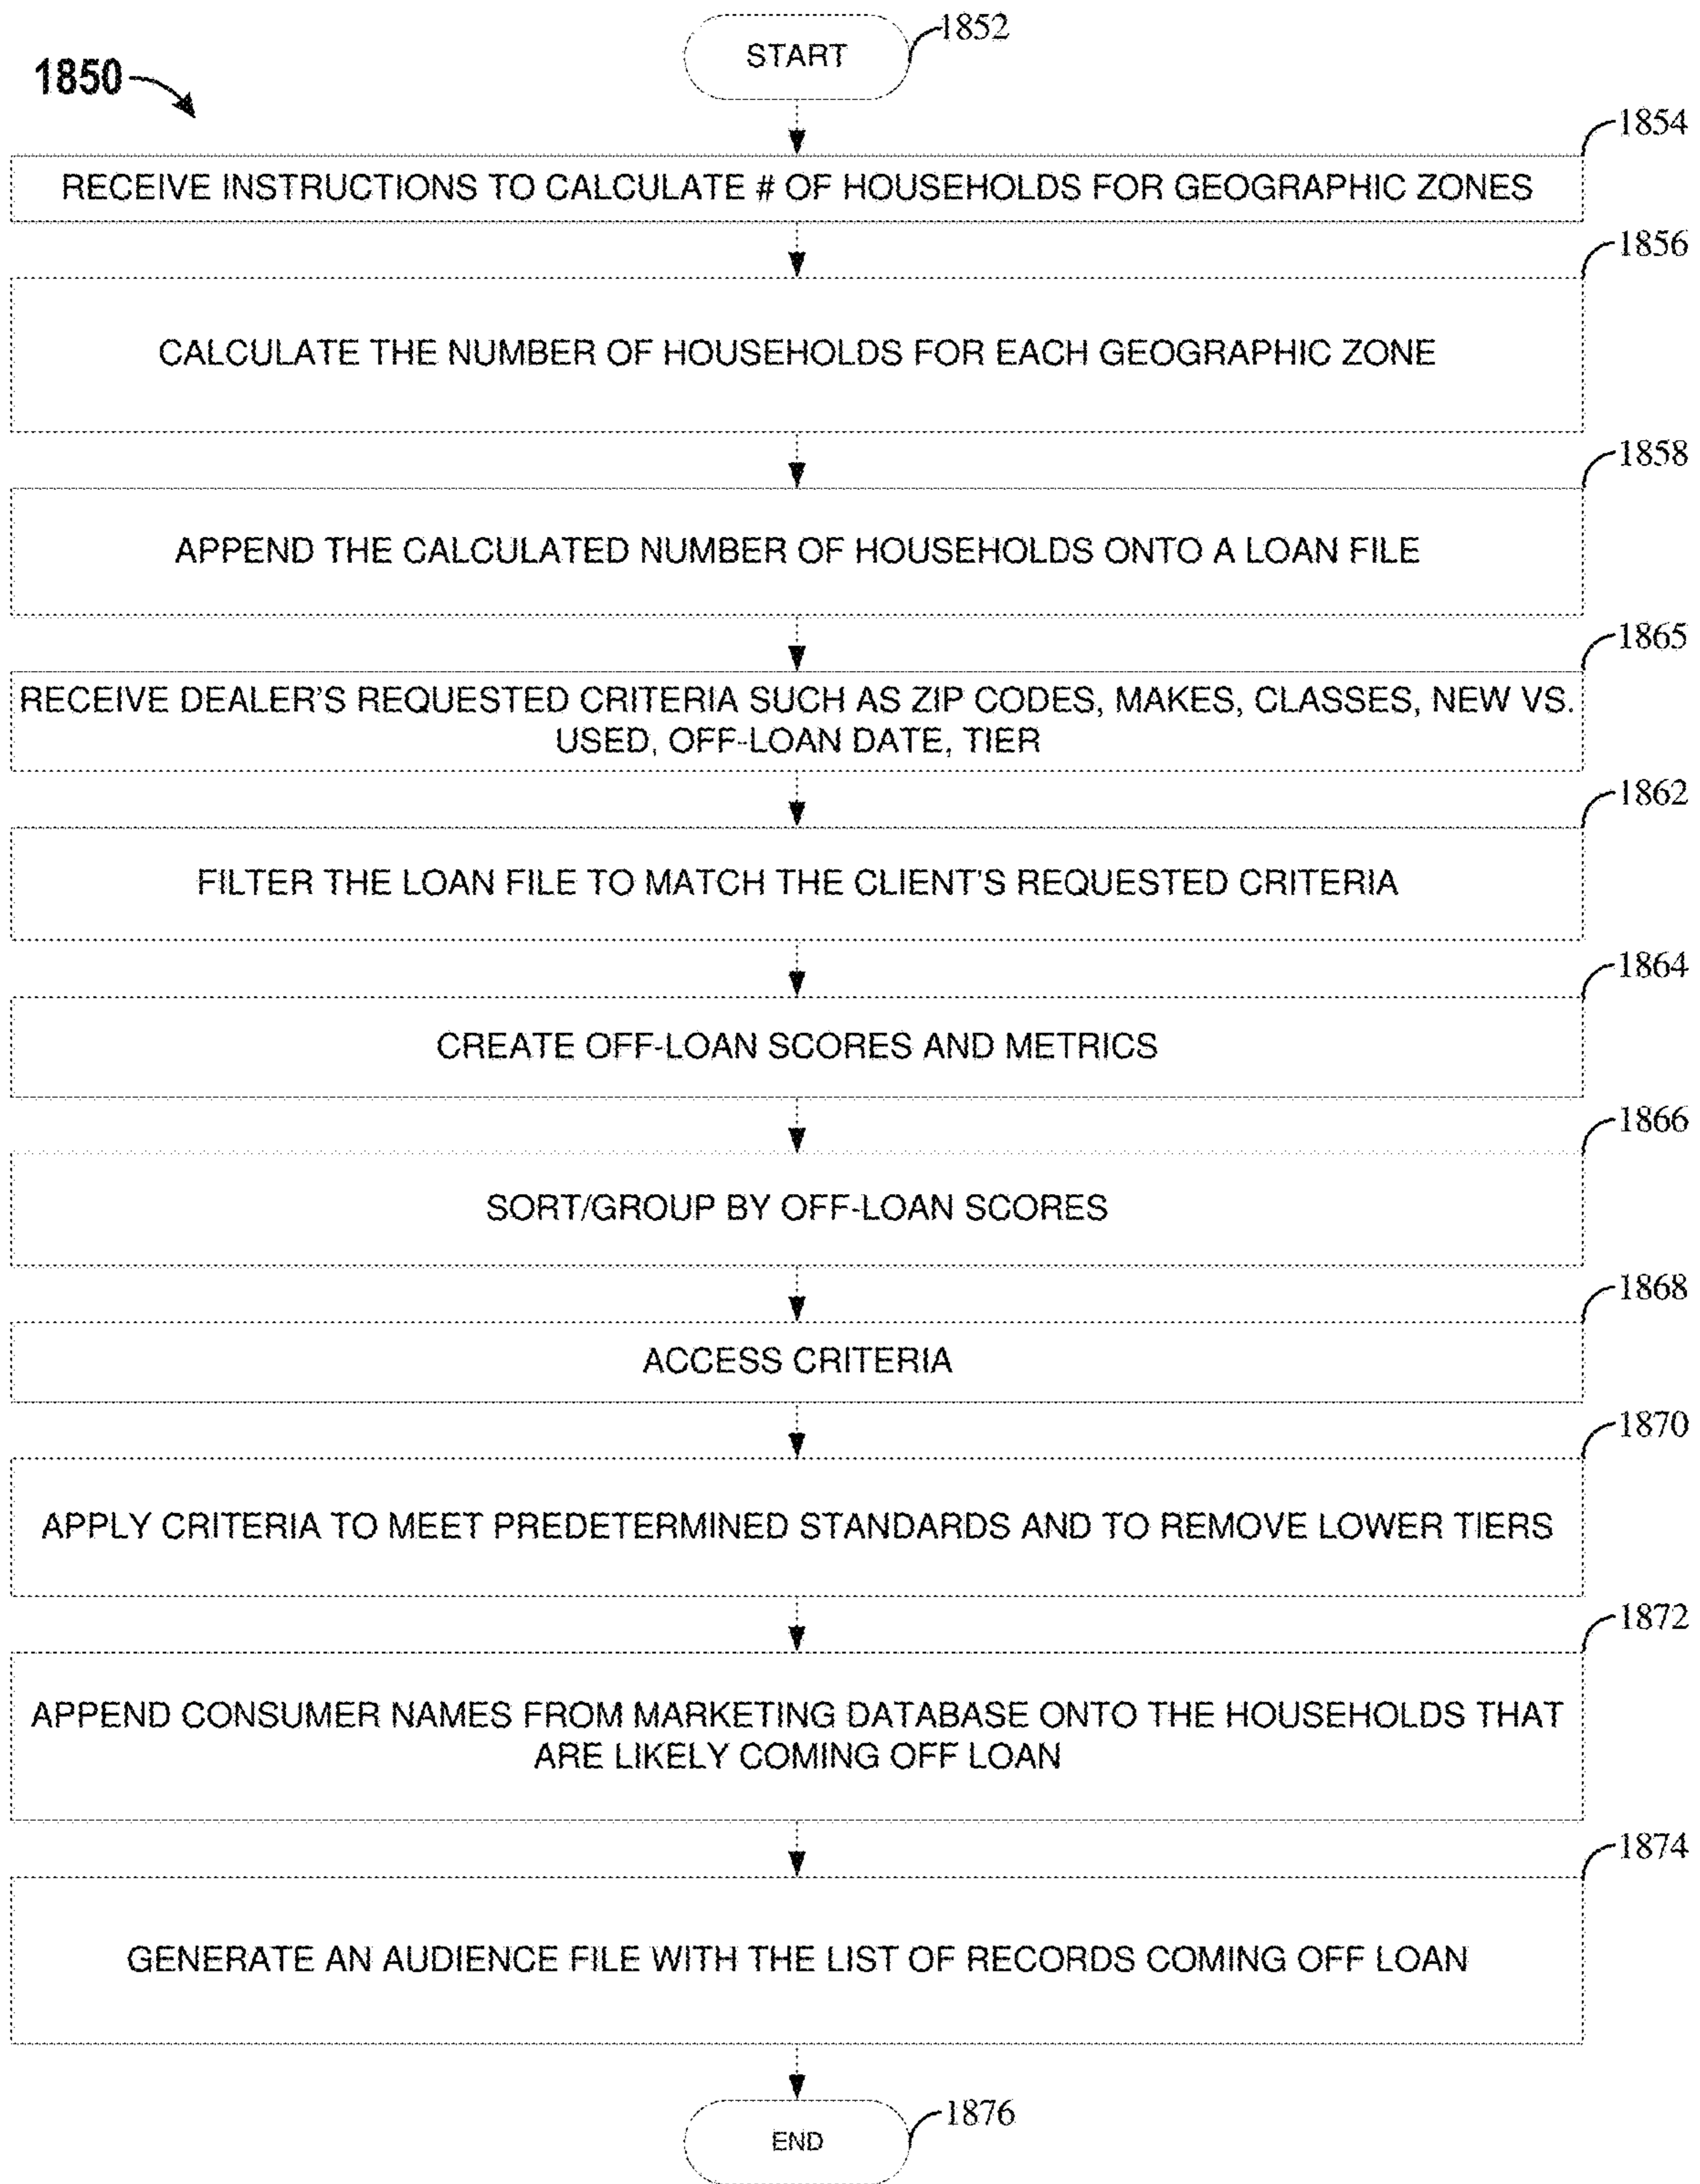 1850
START
1852
1854
RECEIVE INSTRUCTIONS TO CALCULATE # OF HOUSEHOLDS FOR GEOGRAPHIC ZONES
1856
CALCULATE THE NUMBER OF HOUSEHOLDS FOR EACH GEOGRAPHIC ZONE
1858
APPEND THE CALCULATED NUMBER OF HOUSEHOLDS ONTO A LOAN FILE
1865
RECEIVE DEALER'S REQUESTED CRITERIA SUCH AS ZIP CODES, MAKES, CLASSES, NEW VS.
USED, OFF-LOAN DATE, TIER
1862
FILTER THE LOAN FILE TO MATCH THE CLIENT'S REQUESTED CRITERIA
1864
CREATE OFF-LOAN SCORES AND METRICS
1866
SORT/GROUP BY OFF-LOAN SCORES
1868
ACCESS CRITERIA
1870
APPLY CRITERIA TO MEET PREDETERMINED STANDARDS AND TO REMOVE LOWER TIERS
1872
APPEND CONSUMER NAMES FROM MARKETING DATABASE ONTO THE HOUSEHOLDS THAT
ARE LIKELY COMING OFF LOAN
1874
GENERATE AN AUDIENCE FILE WITH THE LIST OF RECORDS COMING OFF LOAN
1876
END